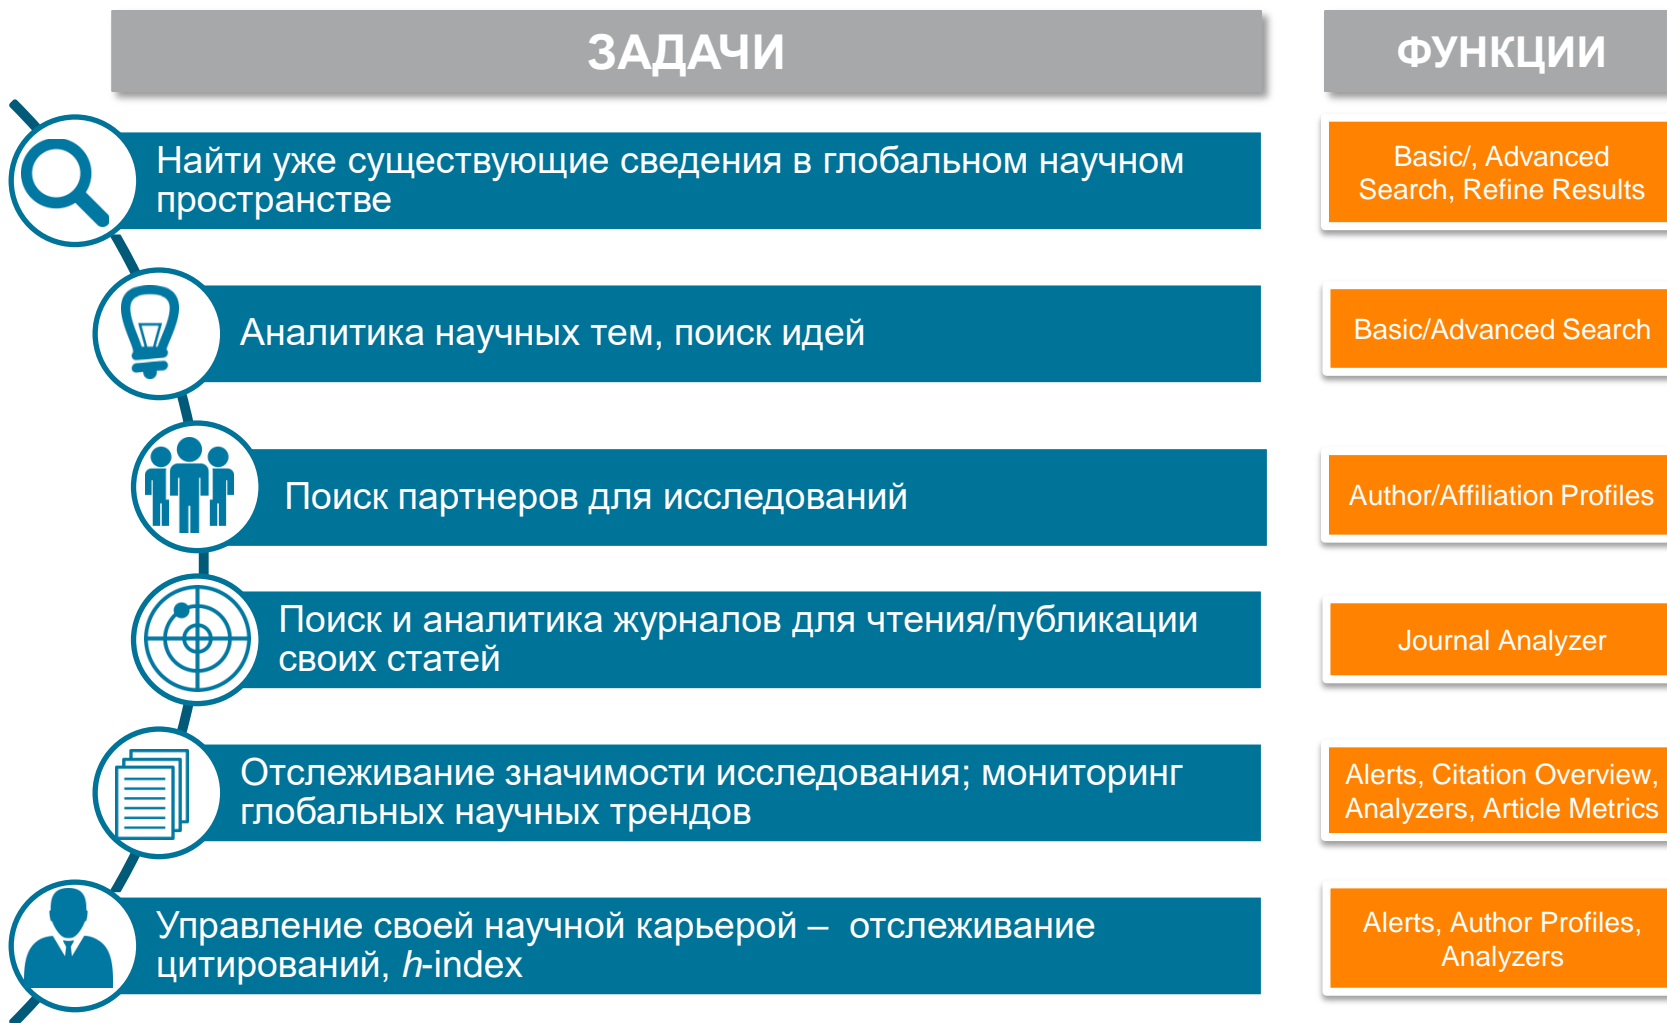 ЗАДАЧИ
ФУНКЦИИ
Найти уже существующие сведения в глобальном научном
пространстве
Basic/, Advanced
Search, Refine Results
Аналитика научных тем, поиск идей
Basic/Advanced Search
Поиск партнеров для исследований
Author/Affiliation Profiles
Поиск и аналитика журналов для чтения/публикации
своих статей
Journal Analyzer
Отслеживание значимости исследования; мониторинг
глобальных научных трендов
Alerts, Citation Overview,
Analyzers, Article Metrics
Управление своей научной карьерой – отслеживание
цитирований, h-index
Alerts, Author Profiles,
Analyzers